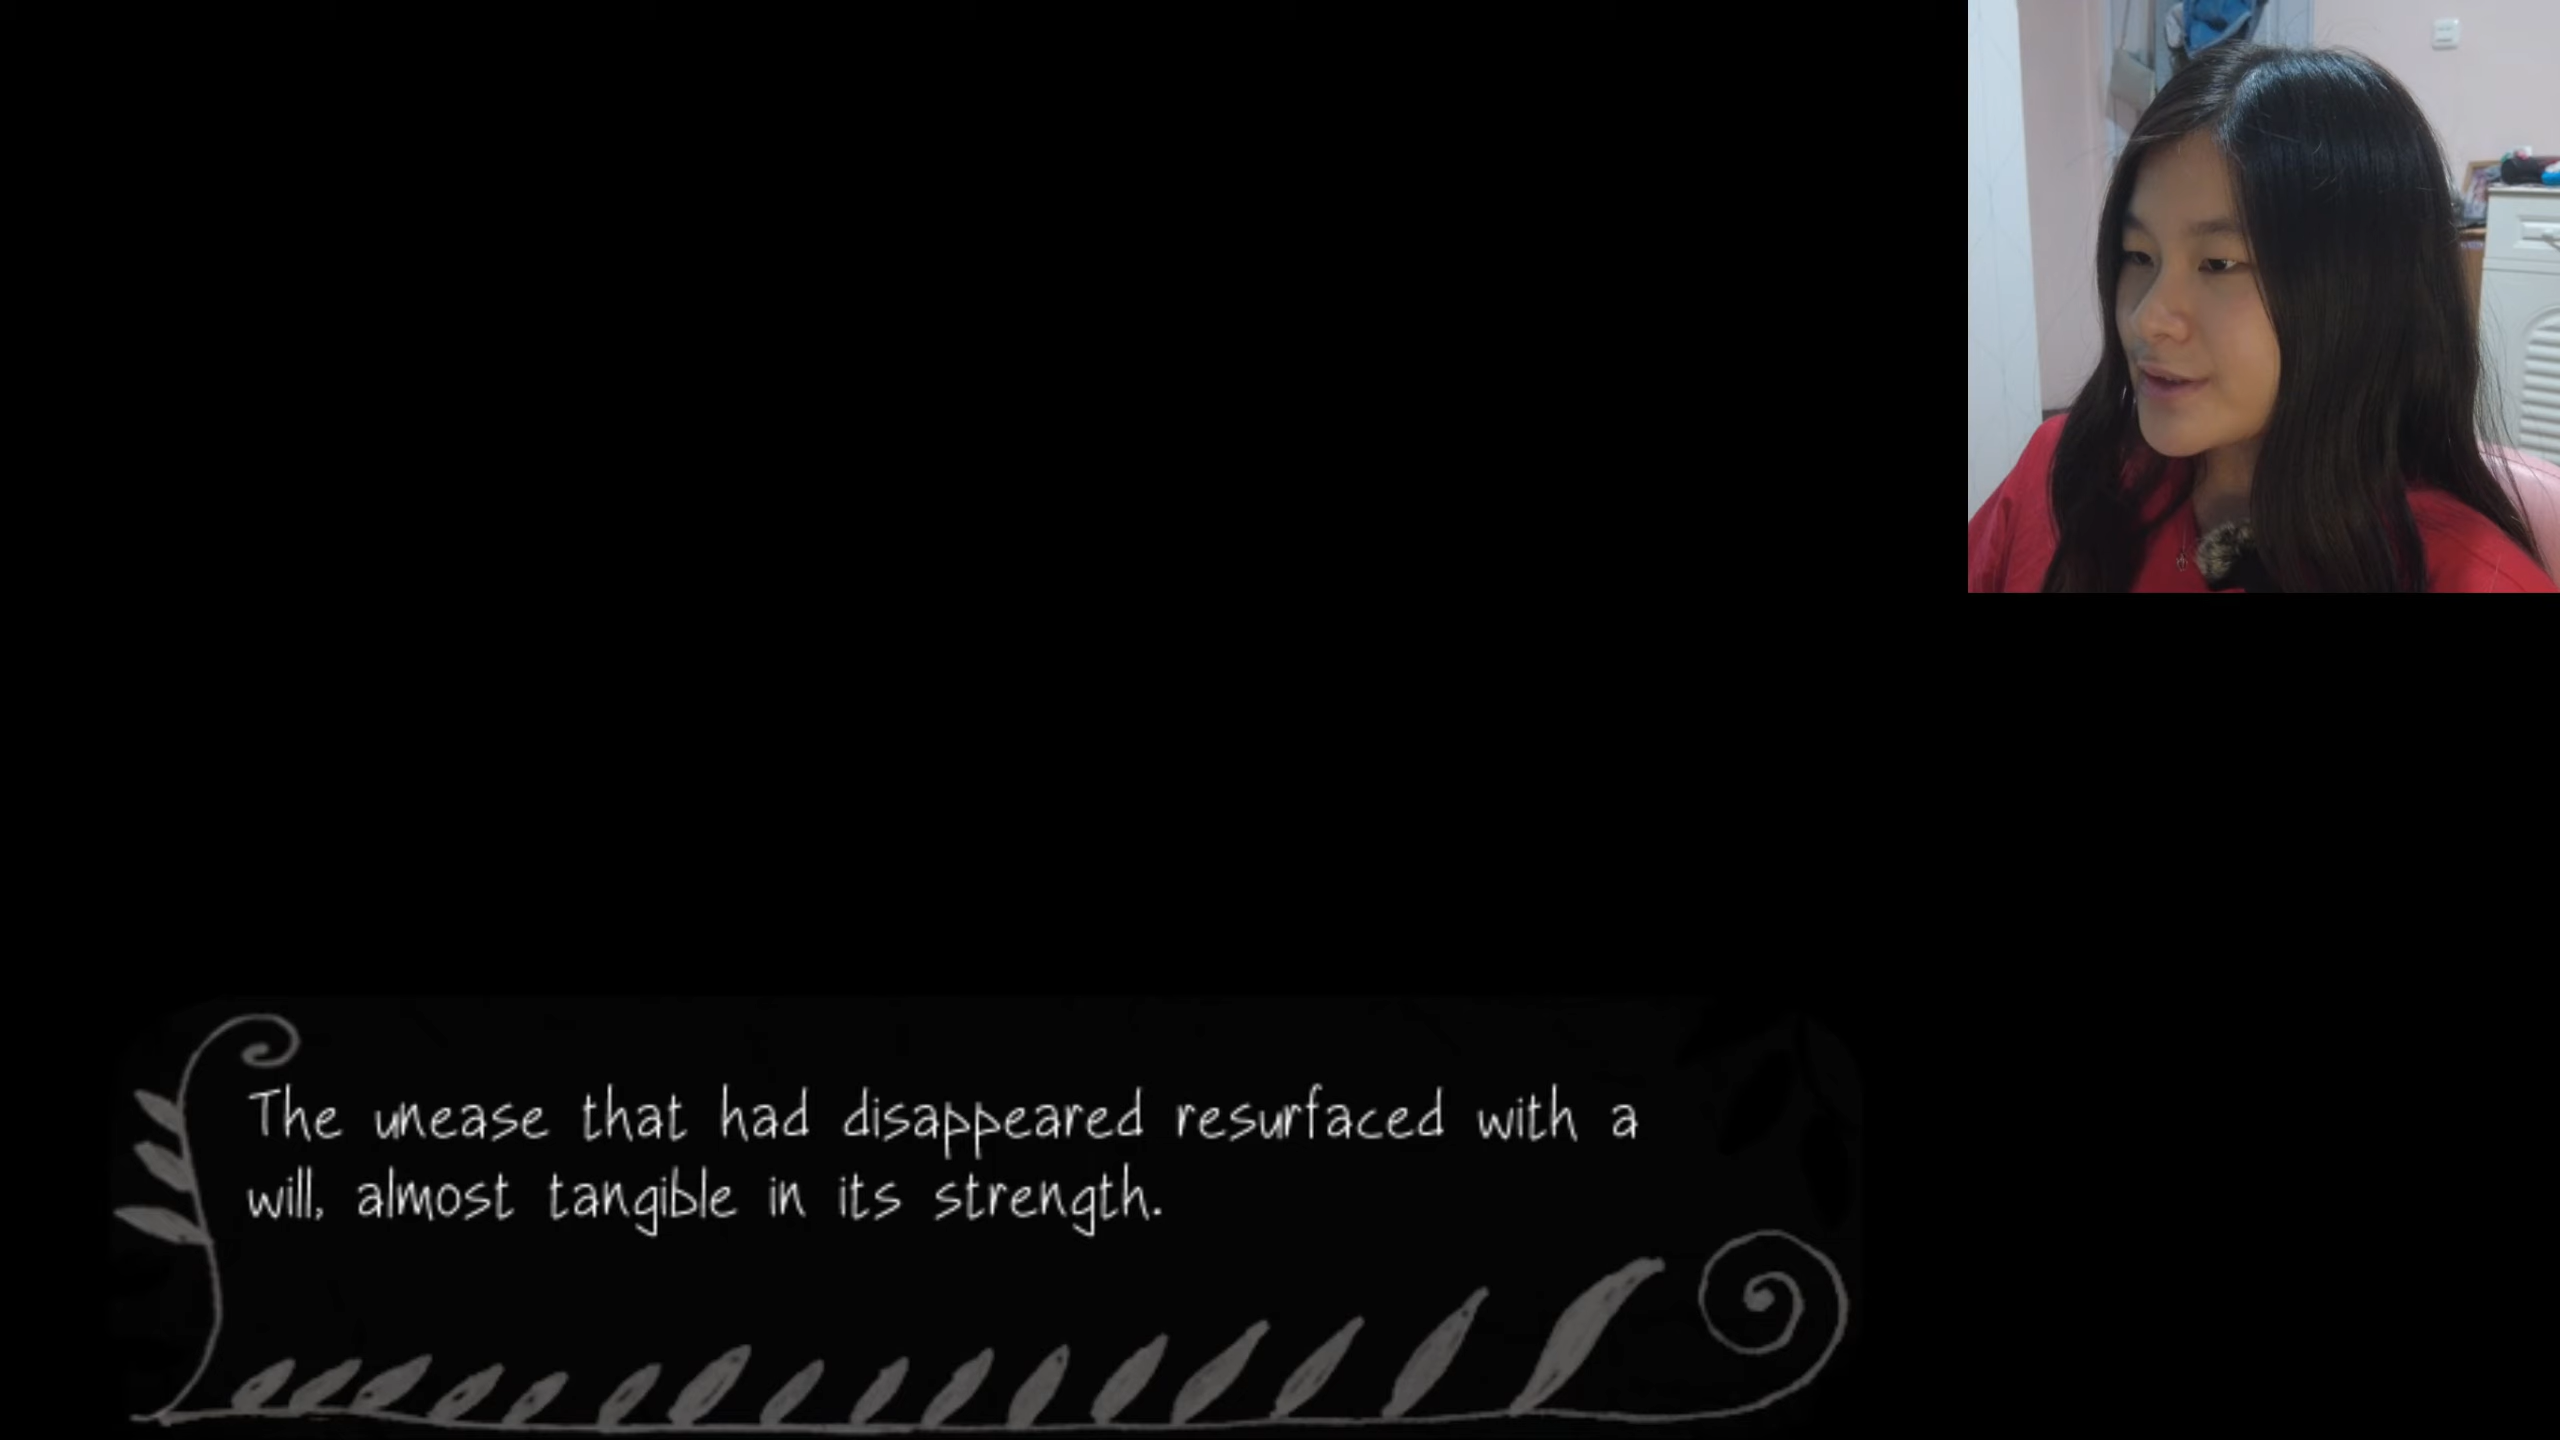 The unease that had disappeared resurfaced with a
will, almost tangible in its strength.